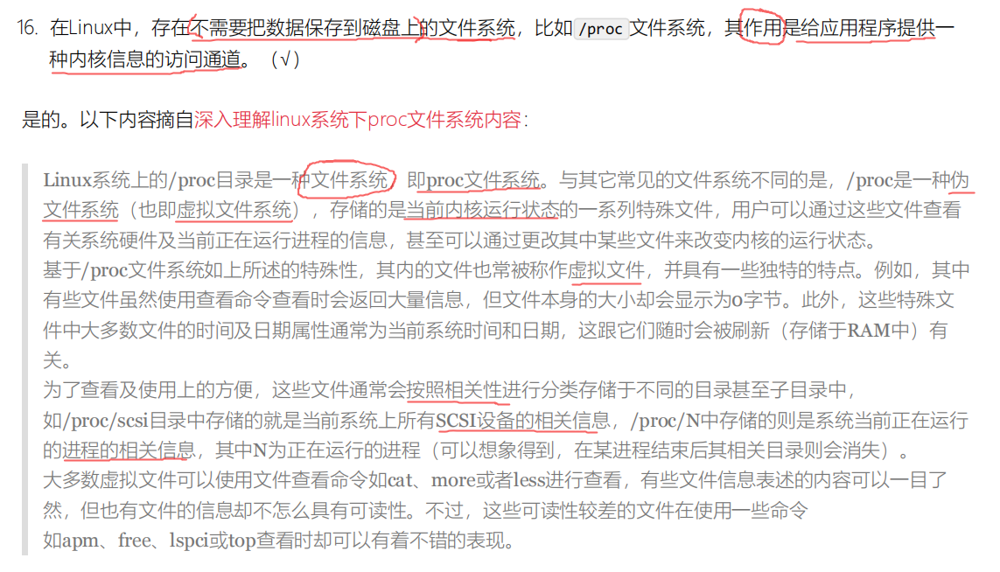 16. 在Linux中，存在不需要把数据保存到磁盘上的文件系统，比如 /proc 文件系统，其作用是给应用程序提供一
种内核信息的访问通道。（√）
是的。以下内容摘自深入理解linux系统下proc文件系统内容：
Linux系统上的/proc目录是一种文件系统，即proc文件系统。与其它常见的文件系统不同的是，/proc是一种伪
文件系统（也即虚拟文件系统），存储的是当前内核运行状态的一系列特殊文件，用户可以通过这些文件查看
有关系统硬件及当前正在运行进程的信息，甚至可以通过更改其中某些文件来改变内核的运行状态。
基于/proc文件系统如上所述的特殊性，其内的文件也常被称作虚拟文件，并具有一些独特的特点。例如，其中
有些文件虽然使用查看命令查看时会返回大量信息，但文件本身的大小却会显示为0字节。此外，这些特殊文
件中大多数文件的时间及日期属性通常为当前系统时间和日期，这跟它们随时会被刷新（存储于RAM中）有
关。
为了查看及使用上的方便，这些文件通常会按照相关性进行分类存储于不同的目录甚至子目录中，
如/proc/scsi目录中存储的就是当前系统上所有SCSI设备的相关信息，/proc/N中存储的则是系统当前正在运行
的进程的相关信息，其中N为正在运行的进程（可以想象得到，在某进程结束后其相关目录则会消失）。
大多数虚拟文件可以使用文件查看命令如cat、more或者less进行查看，有些文件信息表述的内容可以一目了
然，但也有文件的信息却不怎么具有可读性。不过，这些可读性较差的文件在使用一些命令
如apm、free、lspci或top查看时却可以有着不错的表现。